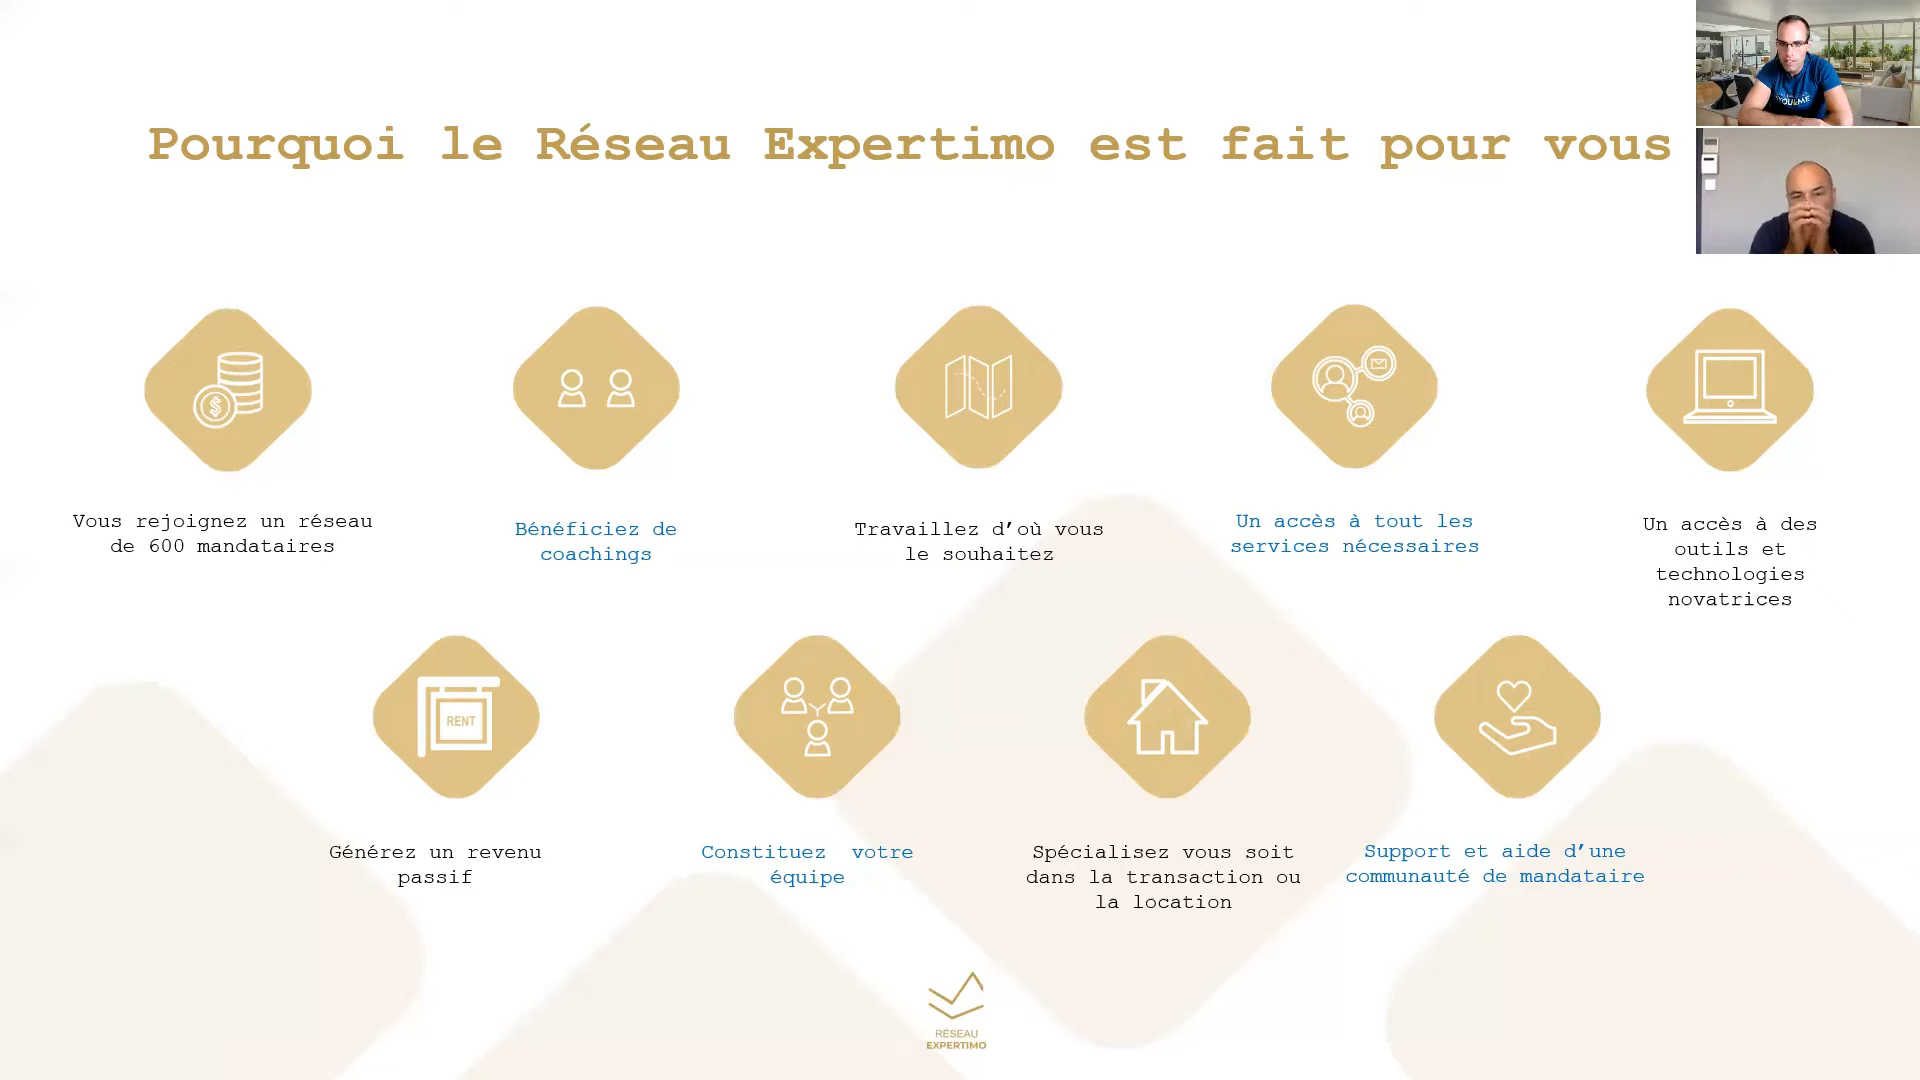 Pourquoi le Réseau Expertimo est fait pour vous
Vous rejoignez un réseau
de 600 mandataires
Bénéficiez de
coachings
Travaillez d’où vous
le souhaitez
Un accès à tout les
services nécessaires
Un accès à des
outils et
technologies
novatrices
RENT
Générez un revenu
passif
Constituez votre
équipe
Spécialisez vous soit
dans la transaction ou
la location
Support et aide d’une
communauté de mandataire
RÉSEAU
EXPERTIMO